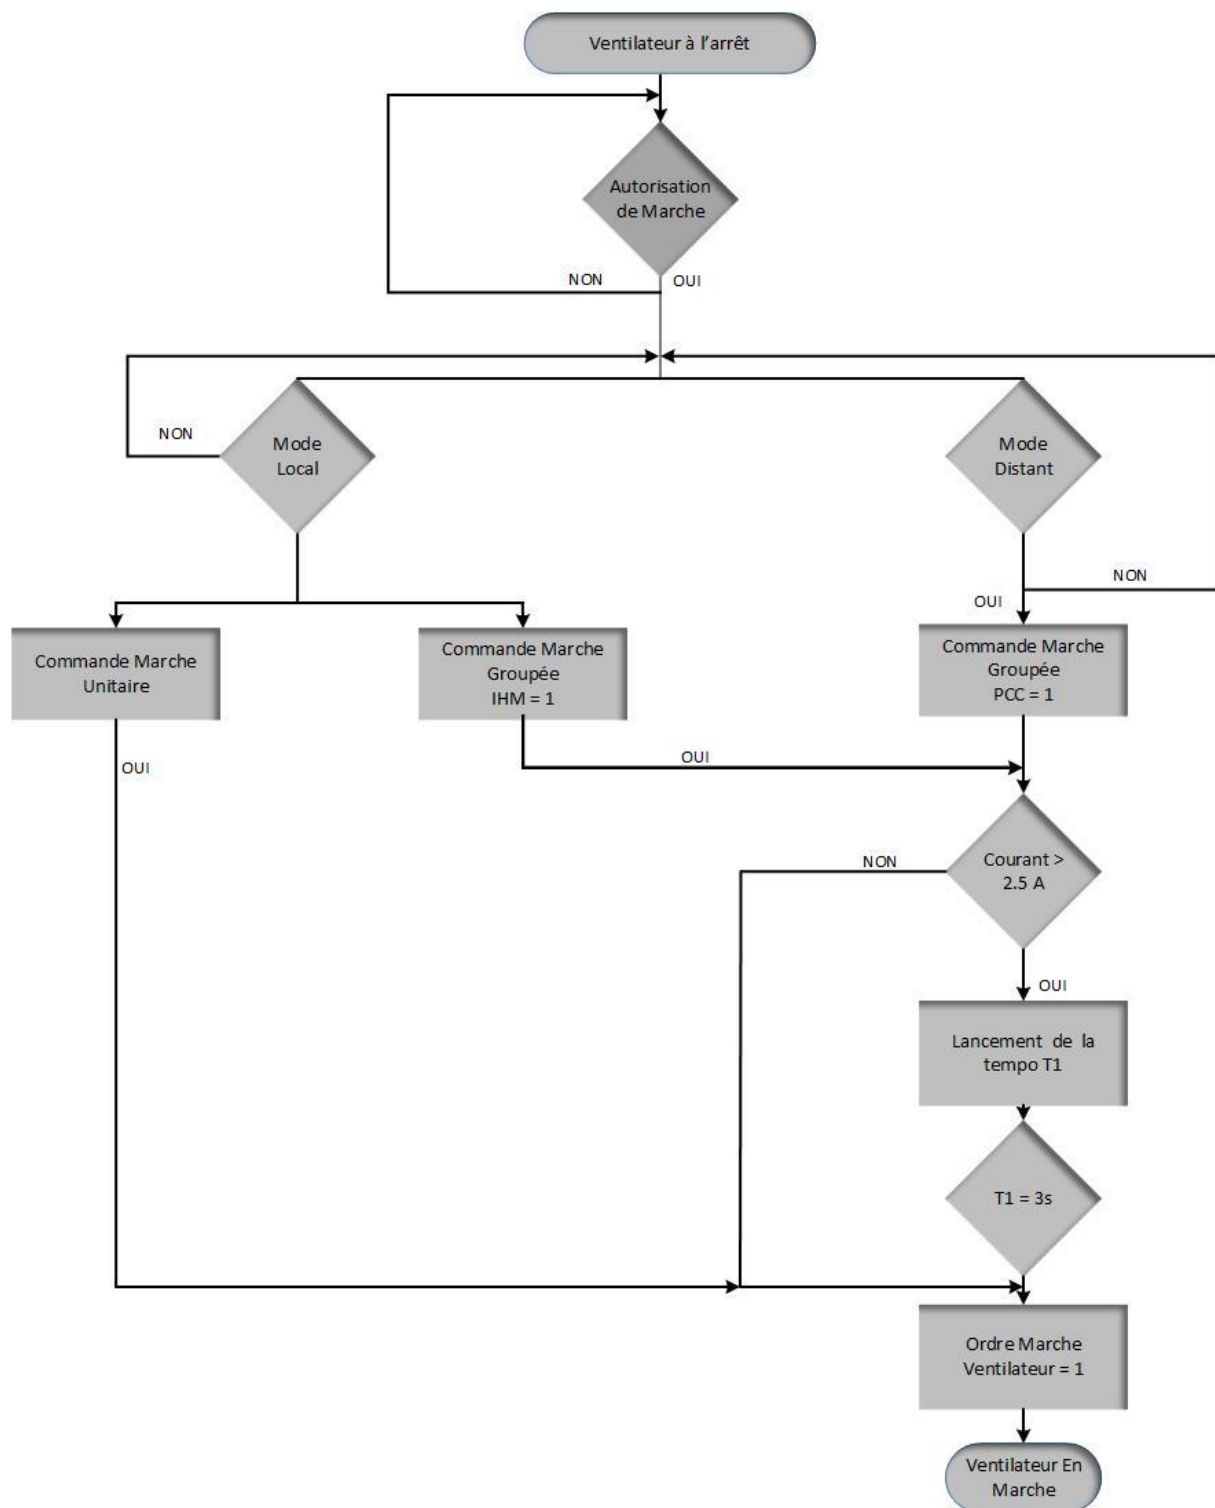 Ventilateur à l'arrêt
Autorisation
de Marche
NON
OUI
NON
Mode
Local
Mode
Distant
NON
OUI
Commande Marche
Unitaire
Commande Marche
Groupée
IHM = 1
Commande Marche
Groupée
PCC = 1
OUI
OUI
NON
Courant >
2.5 A
OUI
Lancement de la
tempo T1
T1 = 3s
Ordre Marche
Ventilateur = 1
Ventilateur En
Marche